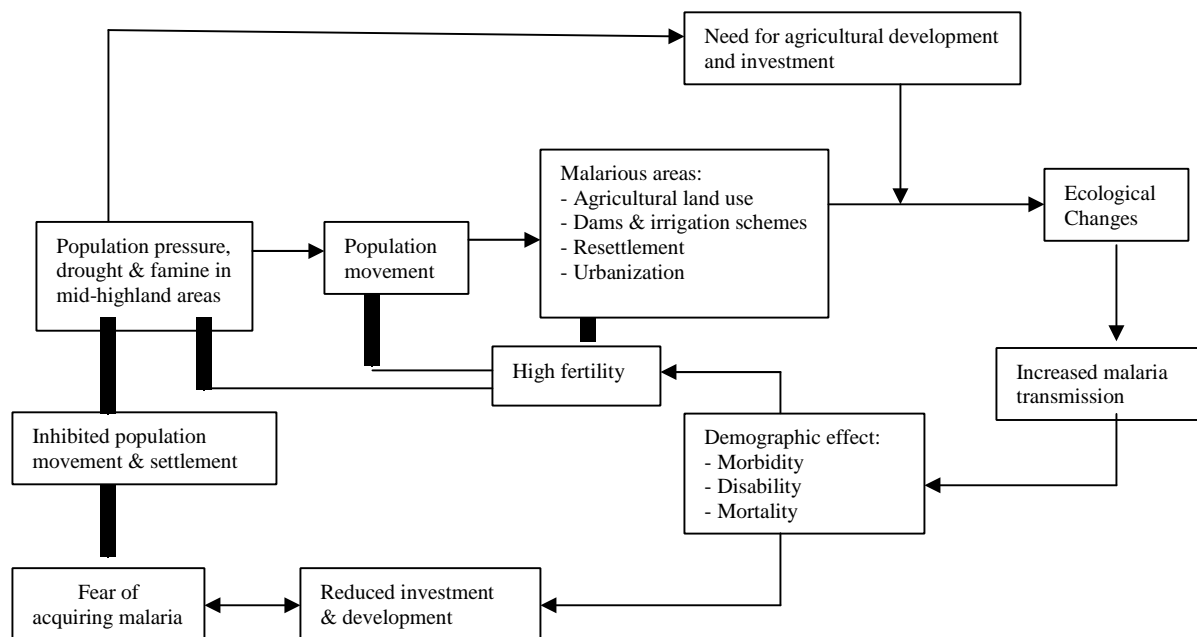 Need for agricultural development
and investment
Malarious areas:
- Agricultural land use
- Dams & irrigation schemes
- Resettlement
- Urbanization
Ecological
Changes
Population pressure,
drought & famine in
mid-highland areas
Population
movement
High fertility
Increased malaria
transmission
Inhibited population
movement & settlement
Demographic effect:
- Morbidity
- Disability
- Mortality
Fear of
acquiring malaria
Reduced investment
& development